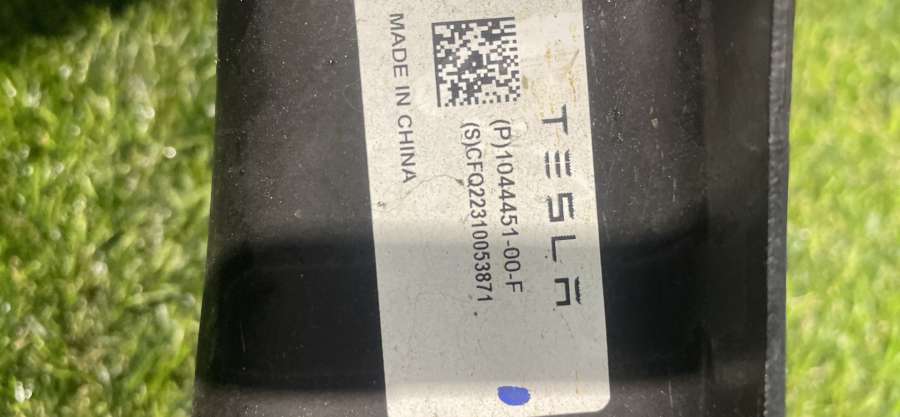 TESLA
(P)1044451-00-F
(S)CFQ22310053871
MADE IN CHINA